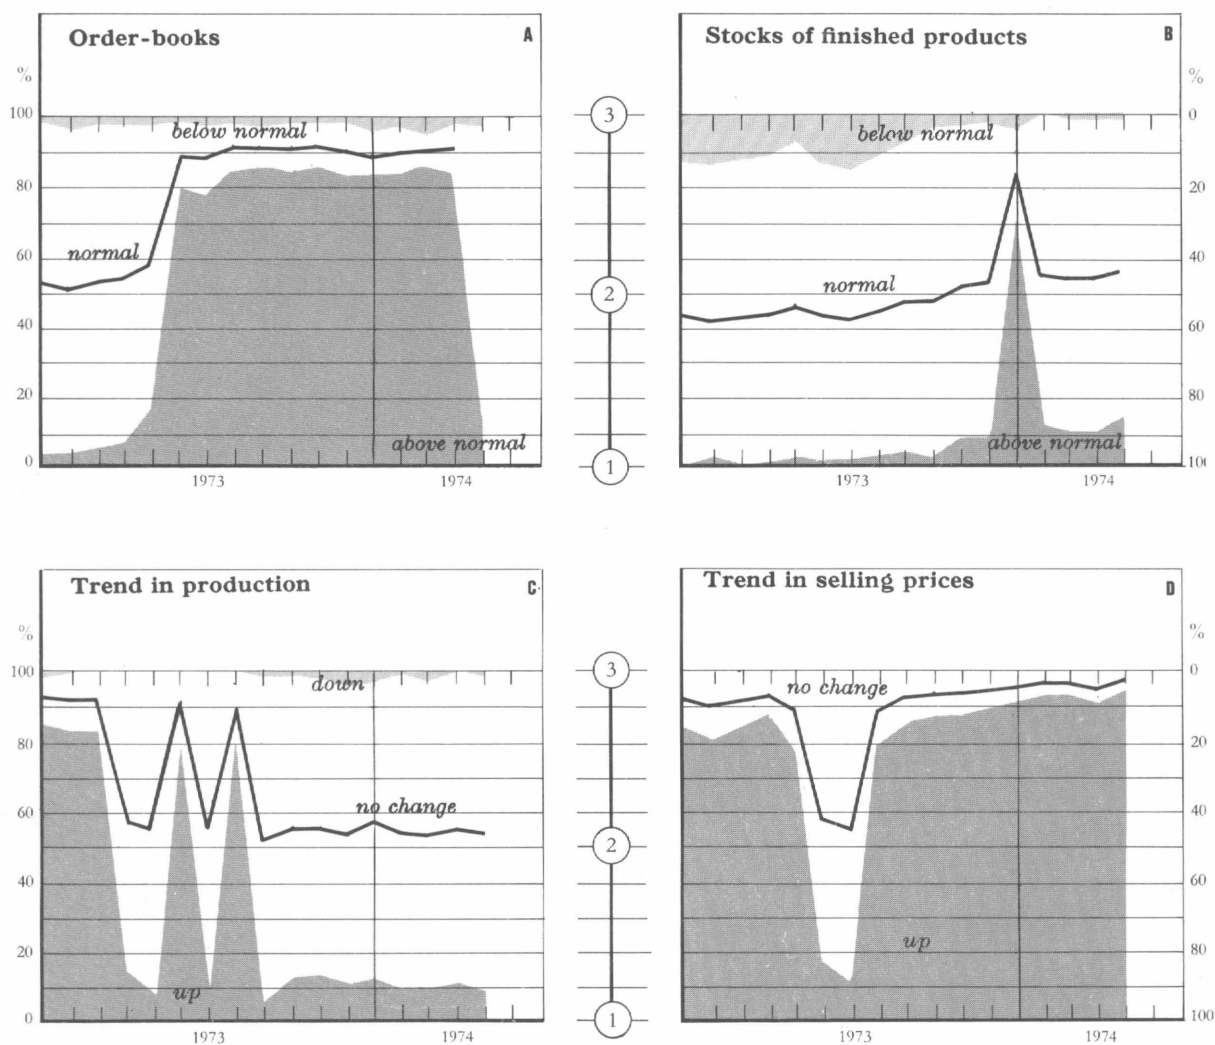 Order-books A
%
100
80
60
40
20
0
below normal
normal
above normal
1973 1974
3
2
1
Stocks of finished products B
%
0
20
40
60
80
10
below normal
normal
above normal
1973 1974
Trend in production C
%
100
80
60
40
20
0
down
no change
up
1973 1974
3
2
1
Trend in selling prices D
%
0
20
40
60
80
100
no change
up
1973 1974